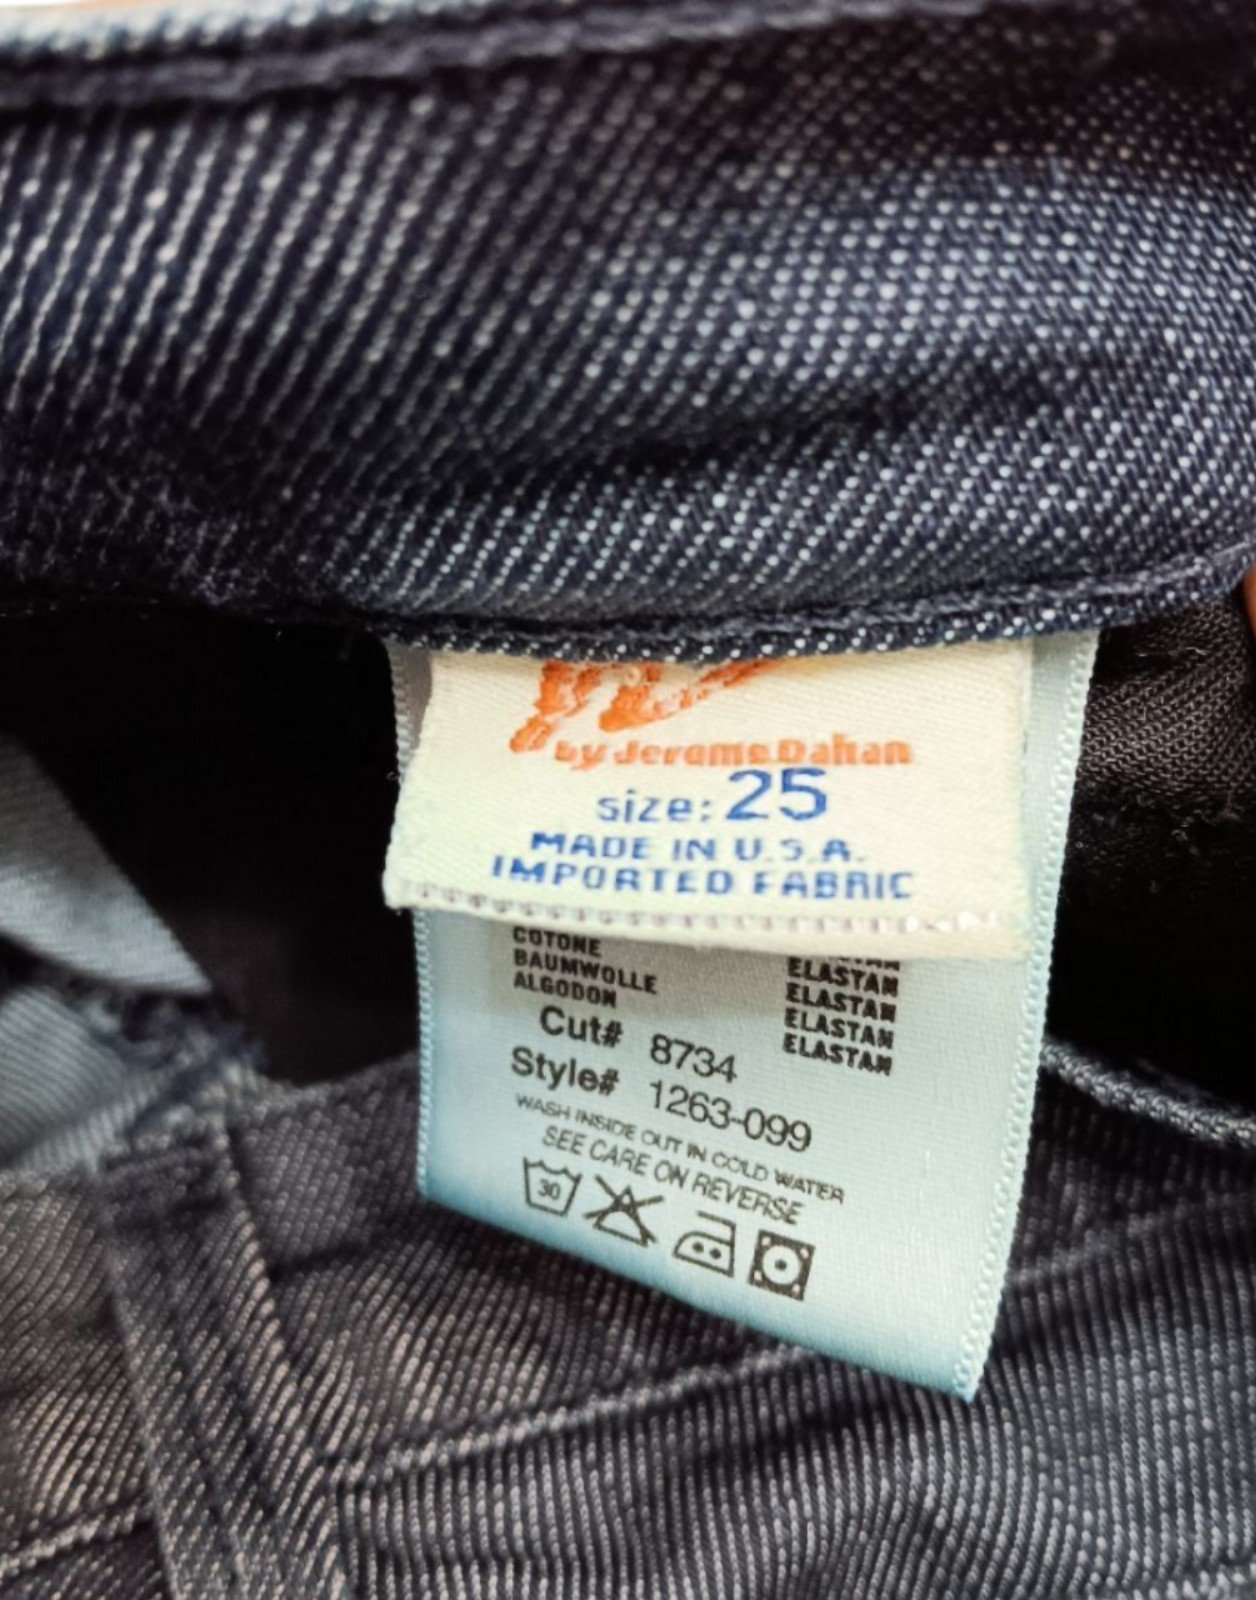 by Jerome Dahan
size: 25
MADE IN U.S.A.
IMPORTED FABRIC
COTONE
BAUMWOLLE
ALGODON
ELASTAN
ELASTAN
ELASTAN
ELASTAN
Cut# 8734
Style# 1263-099
WASH INSIDE OUT IN COLD WATER
SEE CARE ON REVERSE
30